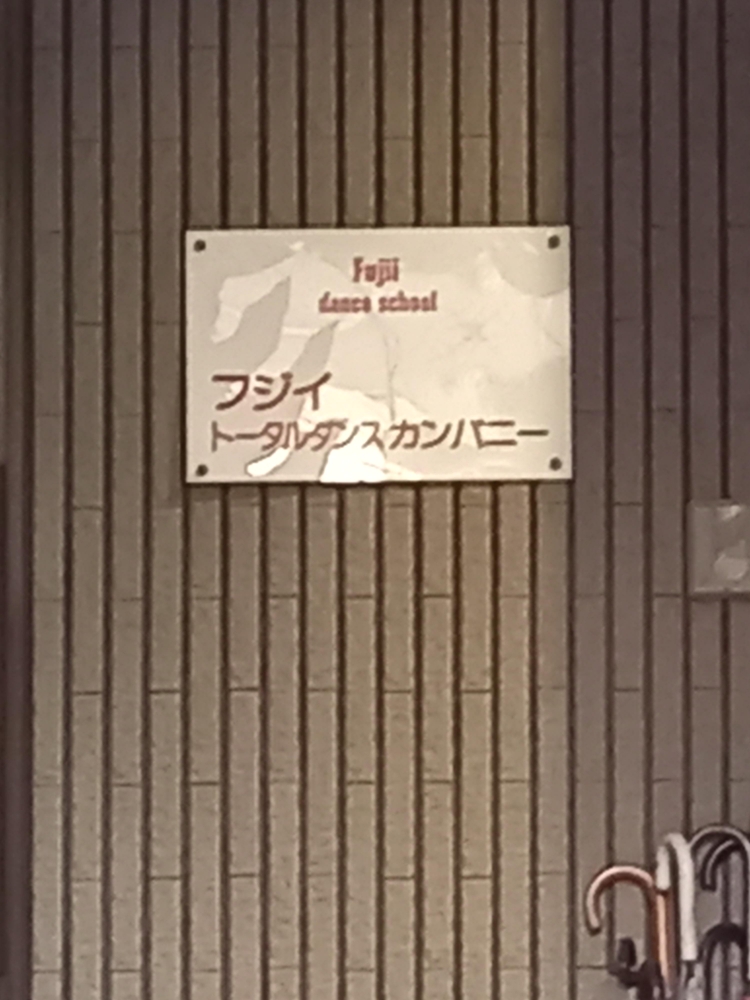 Fujii
dance school
フジイ
トータルダンスカンパニー